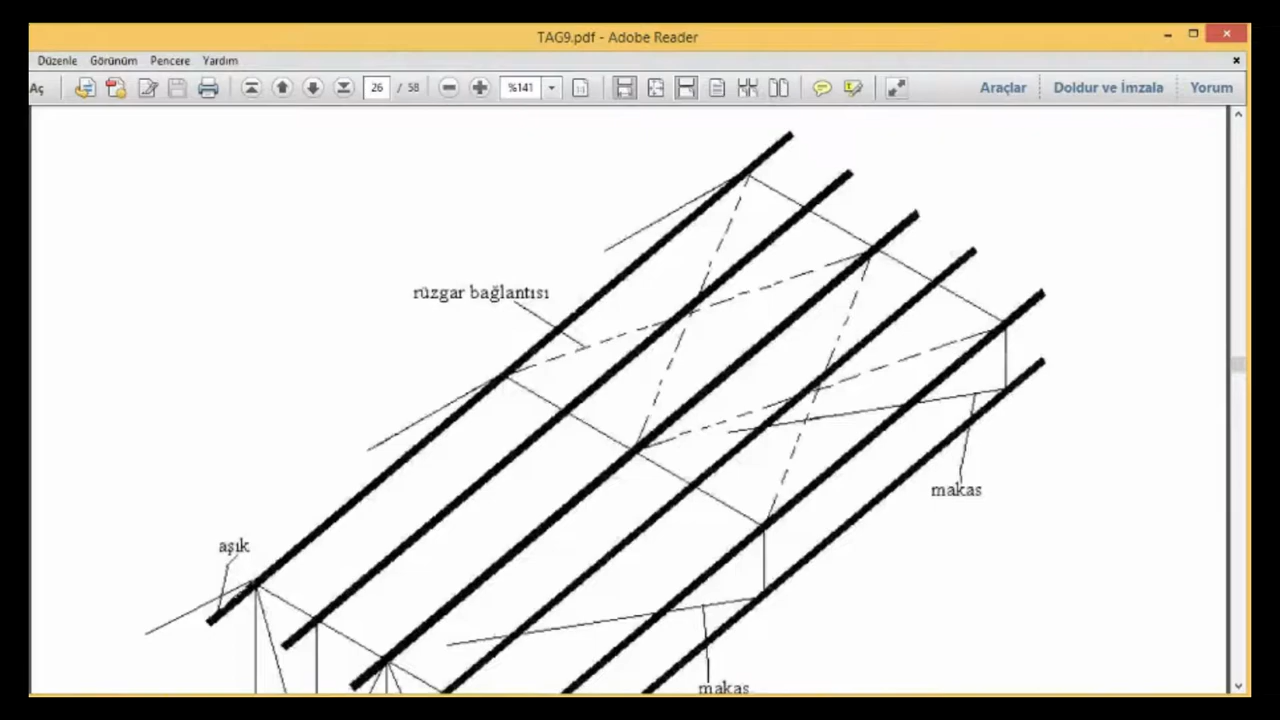 TAG9.pdf - Adobe Reader
Düzenle Görünüm Pencere Yardım
Aç 26 / 58 %141 Araçlar Doldur ve İmzala Yorum
rüzgar bağlantısı
makas
aşık
makas